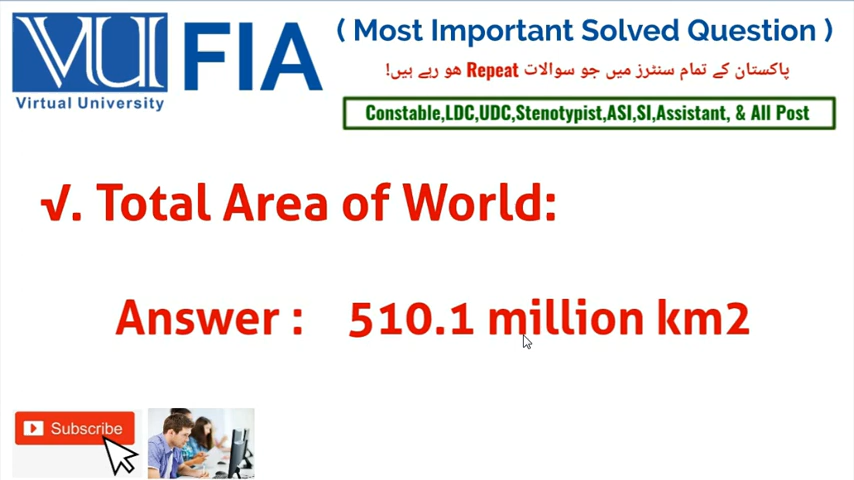 VU
Virtual University
FIA
( Most Important Solved Question )
پاکستان کے تمام سنٹرز میں جو سوالات Repeat ھو رہے ہیں!
Constable,LDC,UDC,Stenotypist,ASI,SI,Assistant, & All Post
√. Total Area of World:
Answer : 510.1 million km2
Subscribe